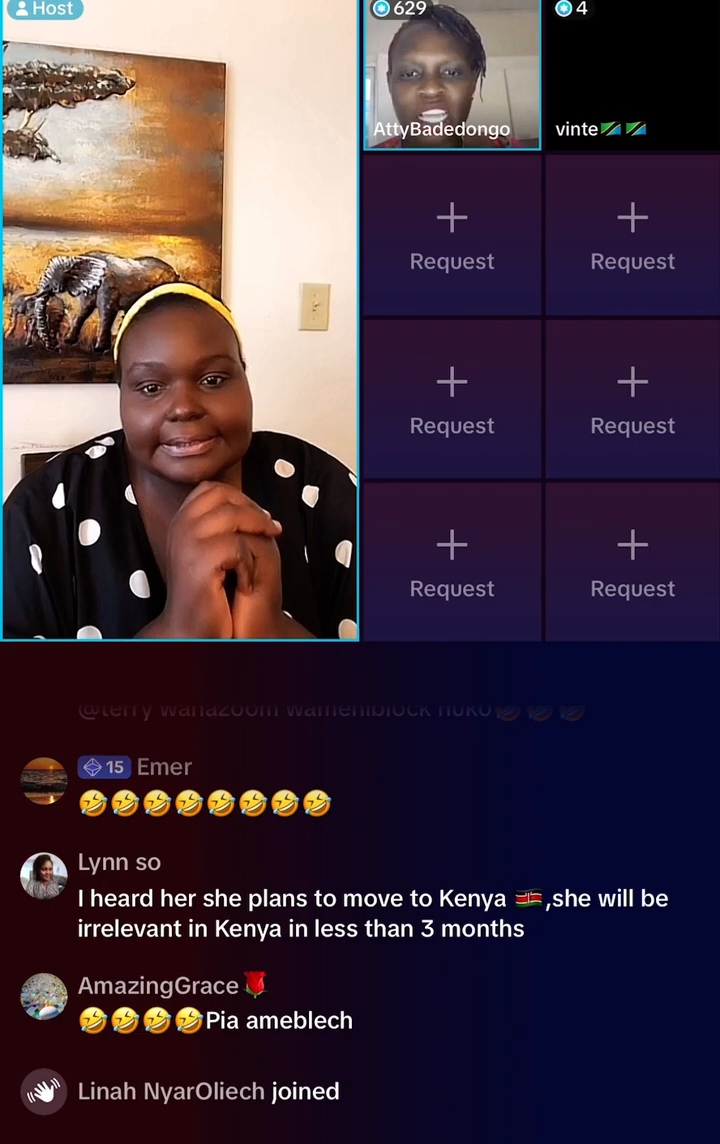 Host
629
4
AttyBadedongo
vinte🇹🇿🇹🇿
Request
Request
Request
Request
Request
Request
🤣🤣🤣
15 Emer
🤣🤣🤣🤣🤣🤣🤣🤣
Lynn so
I heard her she plans to move to Kenya 🇰🇪,she will be
irrelevant in Kenya in less than 3 months
AmazingGrace🌹
🤣🤣🤣🤣Pia ameblech
Linah NyarOliech joined